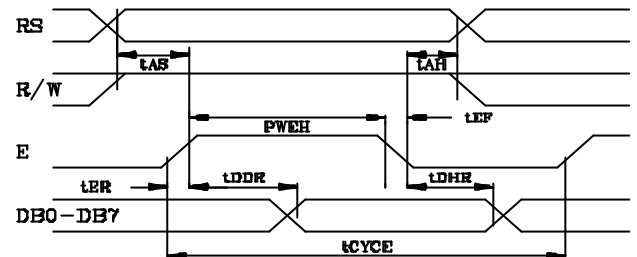 RS
tAS
tAH
R/W
PWEH
tEF
E
tER
tDDR
tDHR
DB0-DB7
tCYCE